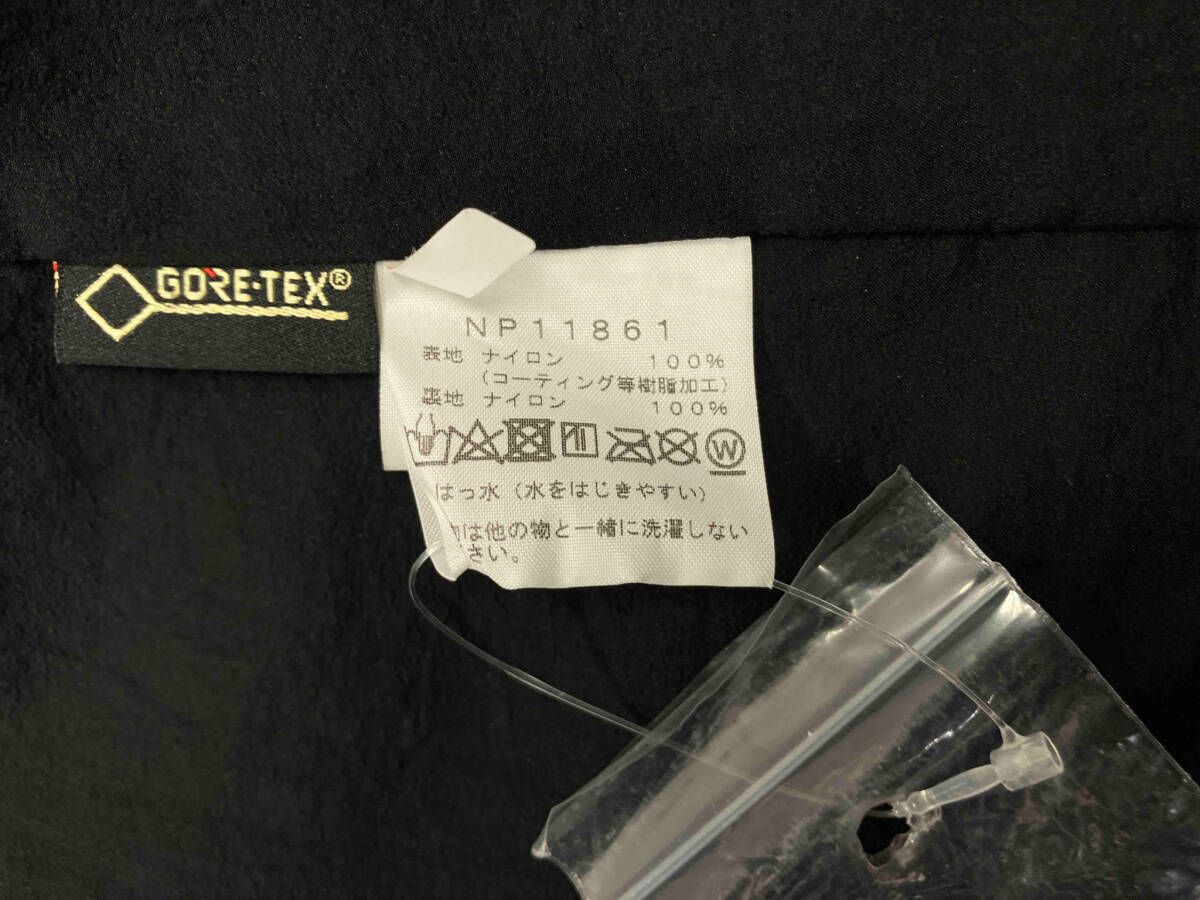 GORE-TEX®
NP11861
表地 ナイロン 100%
(コーティング等樹脂加工)
裏地 ナイロン 100%
W
はっ水 (水をはじきやすい)
は他の物と一緒に洗濯しない
さい。